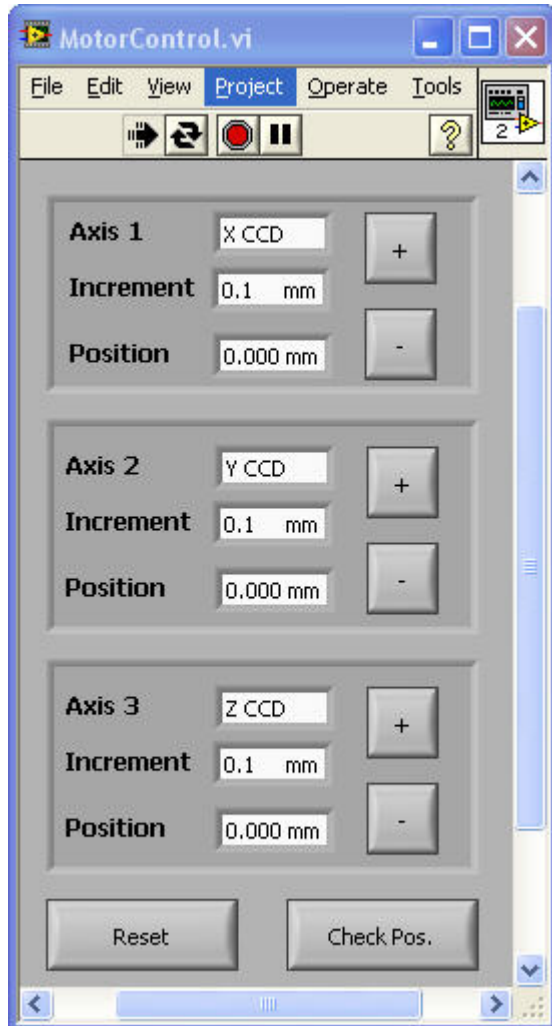 MotorControl.vi
File Edit View Project Operate Tools
2
Axis 1 X CCD +
Increment 0.1 mm
Position 0.000 mm -
Axis 2 Y CCD +
Increment 0.1 mm
Position 0.000 mm -
Axis 3 Z CCD +
Increment 0.1 mm
Position 0.000 mm -
Reset Check Pos.